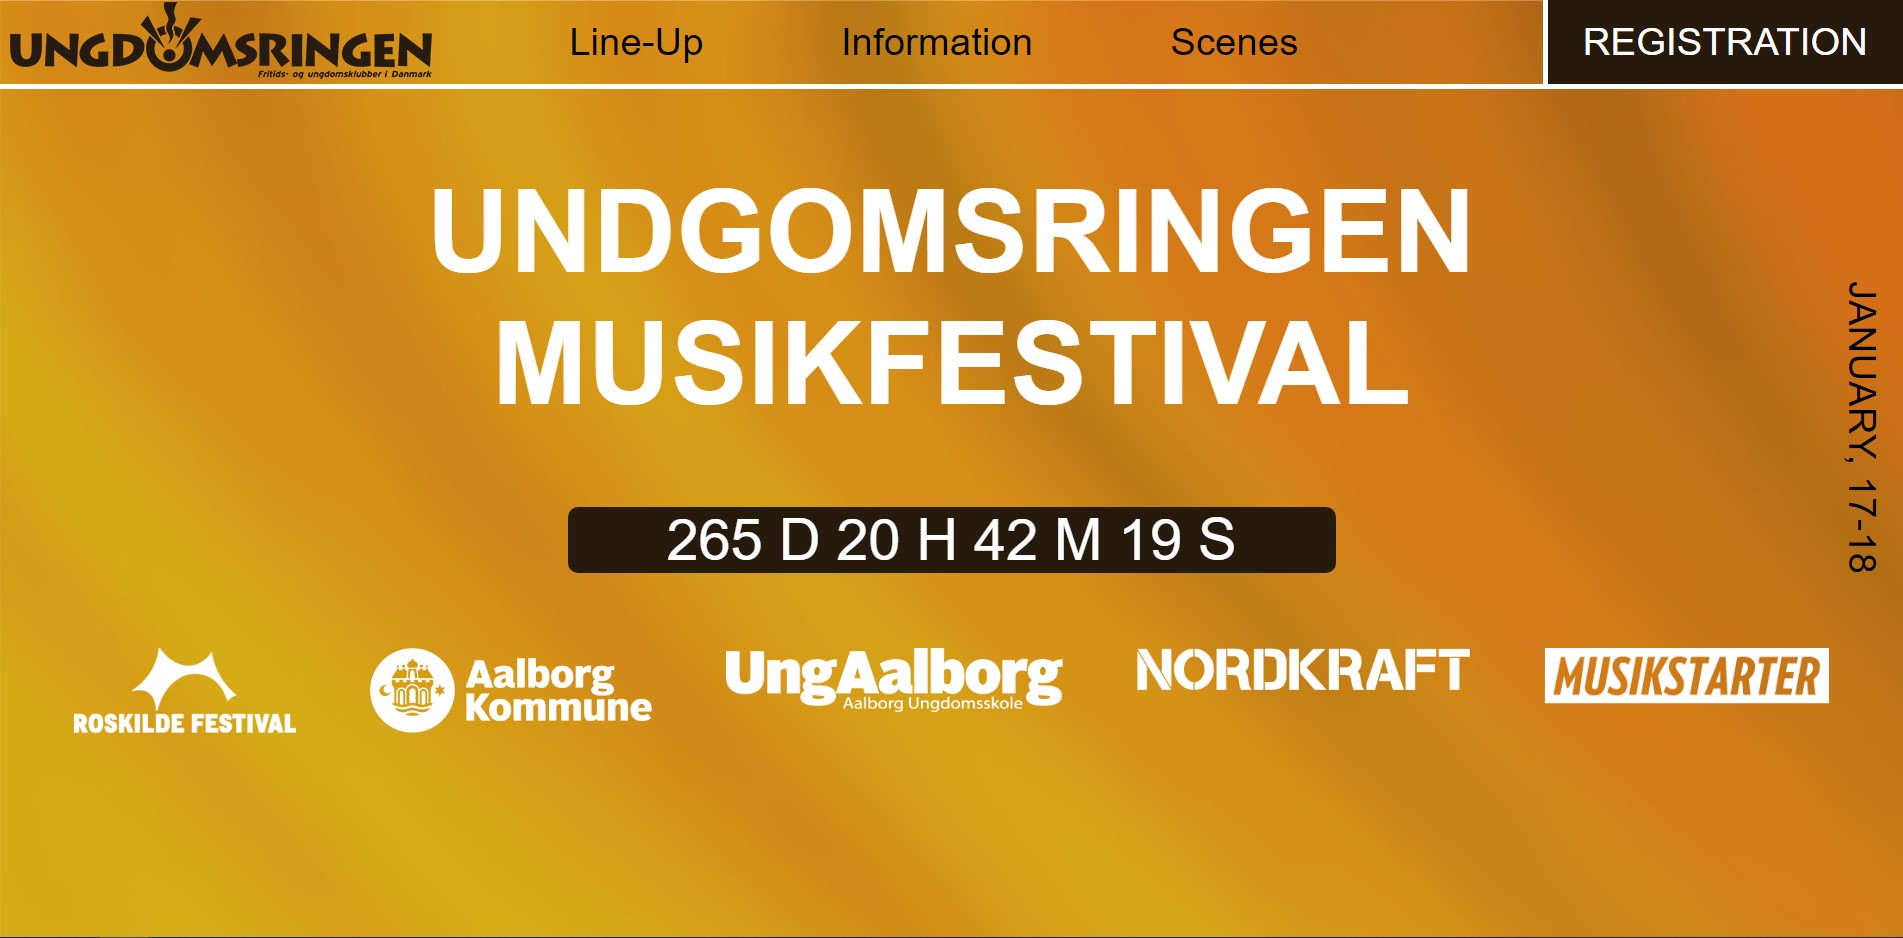 UNGDOMSRINGEN
Fritids- og ungdomsklubber i Danmark
Line-Up
Information
Scenes
REGISTRATION
UNDGOMSRINGEN
MUSIKFESTIVAL
JANUARY, 17-18
265 D 20 H 42 M 19 S
ROSKILDE FESTIVAL
Aalborg
Kommune
UngAalborg
Aalborg Ungdomsskole
NORDKRAFT
MUSIKSTARTER